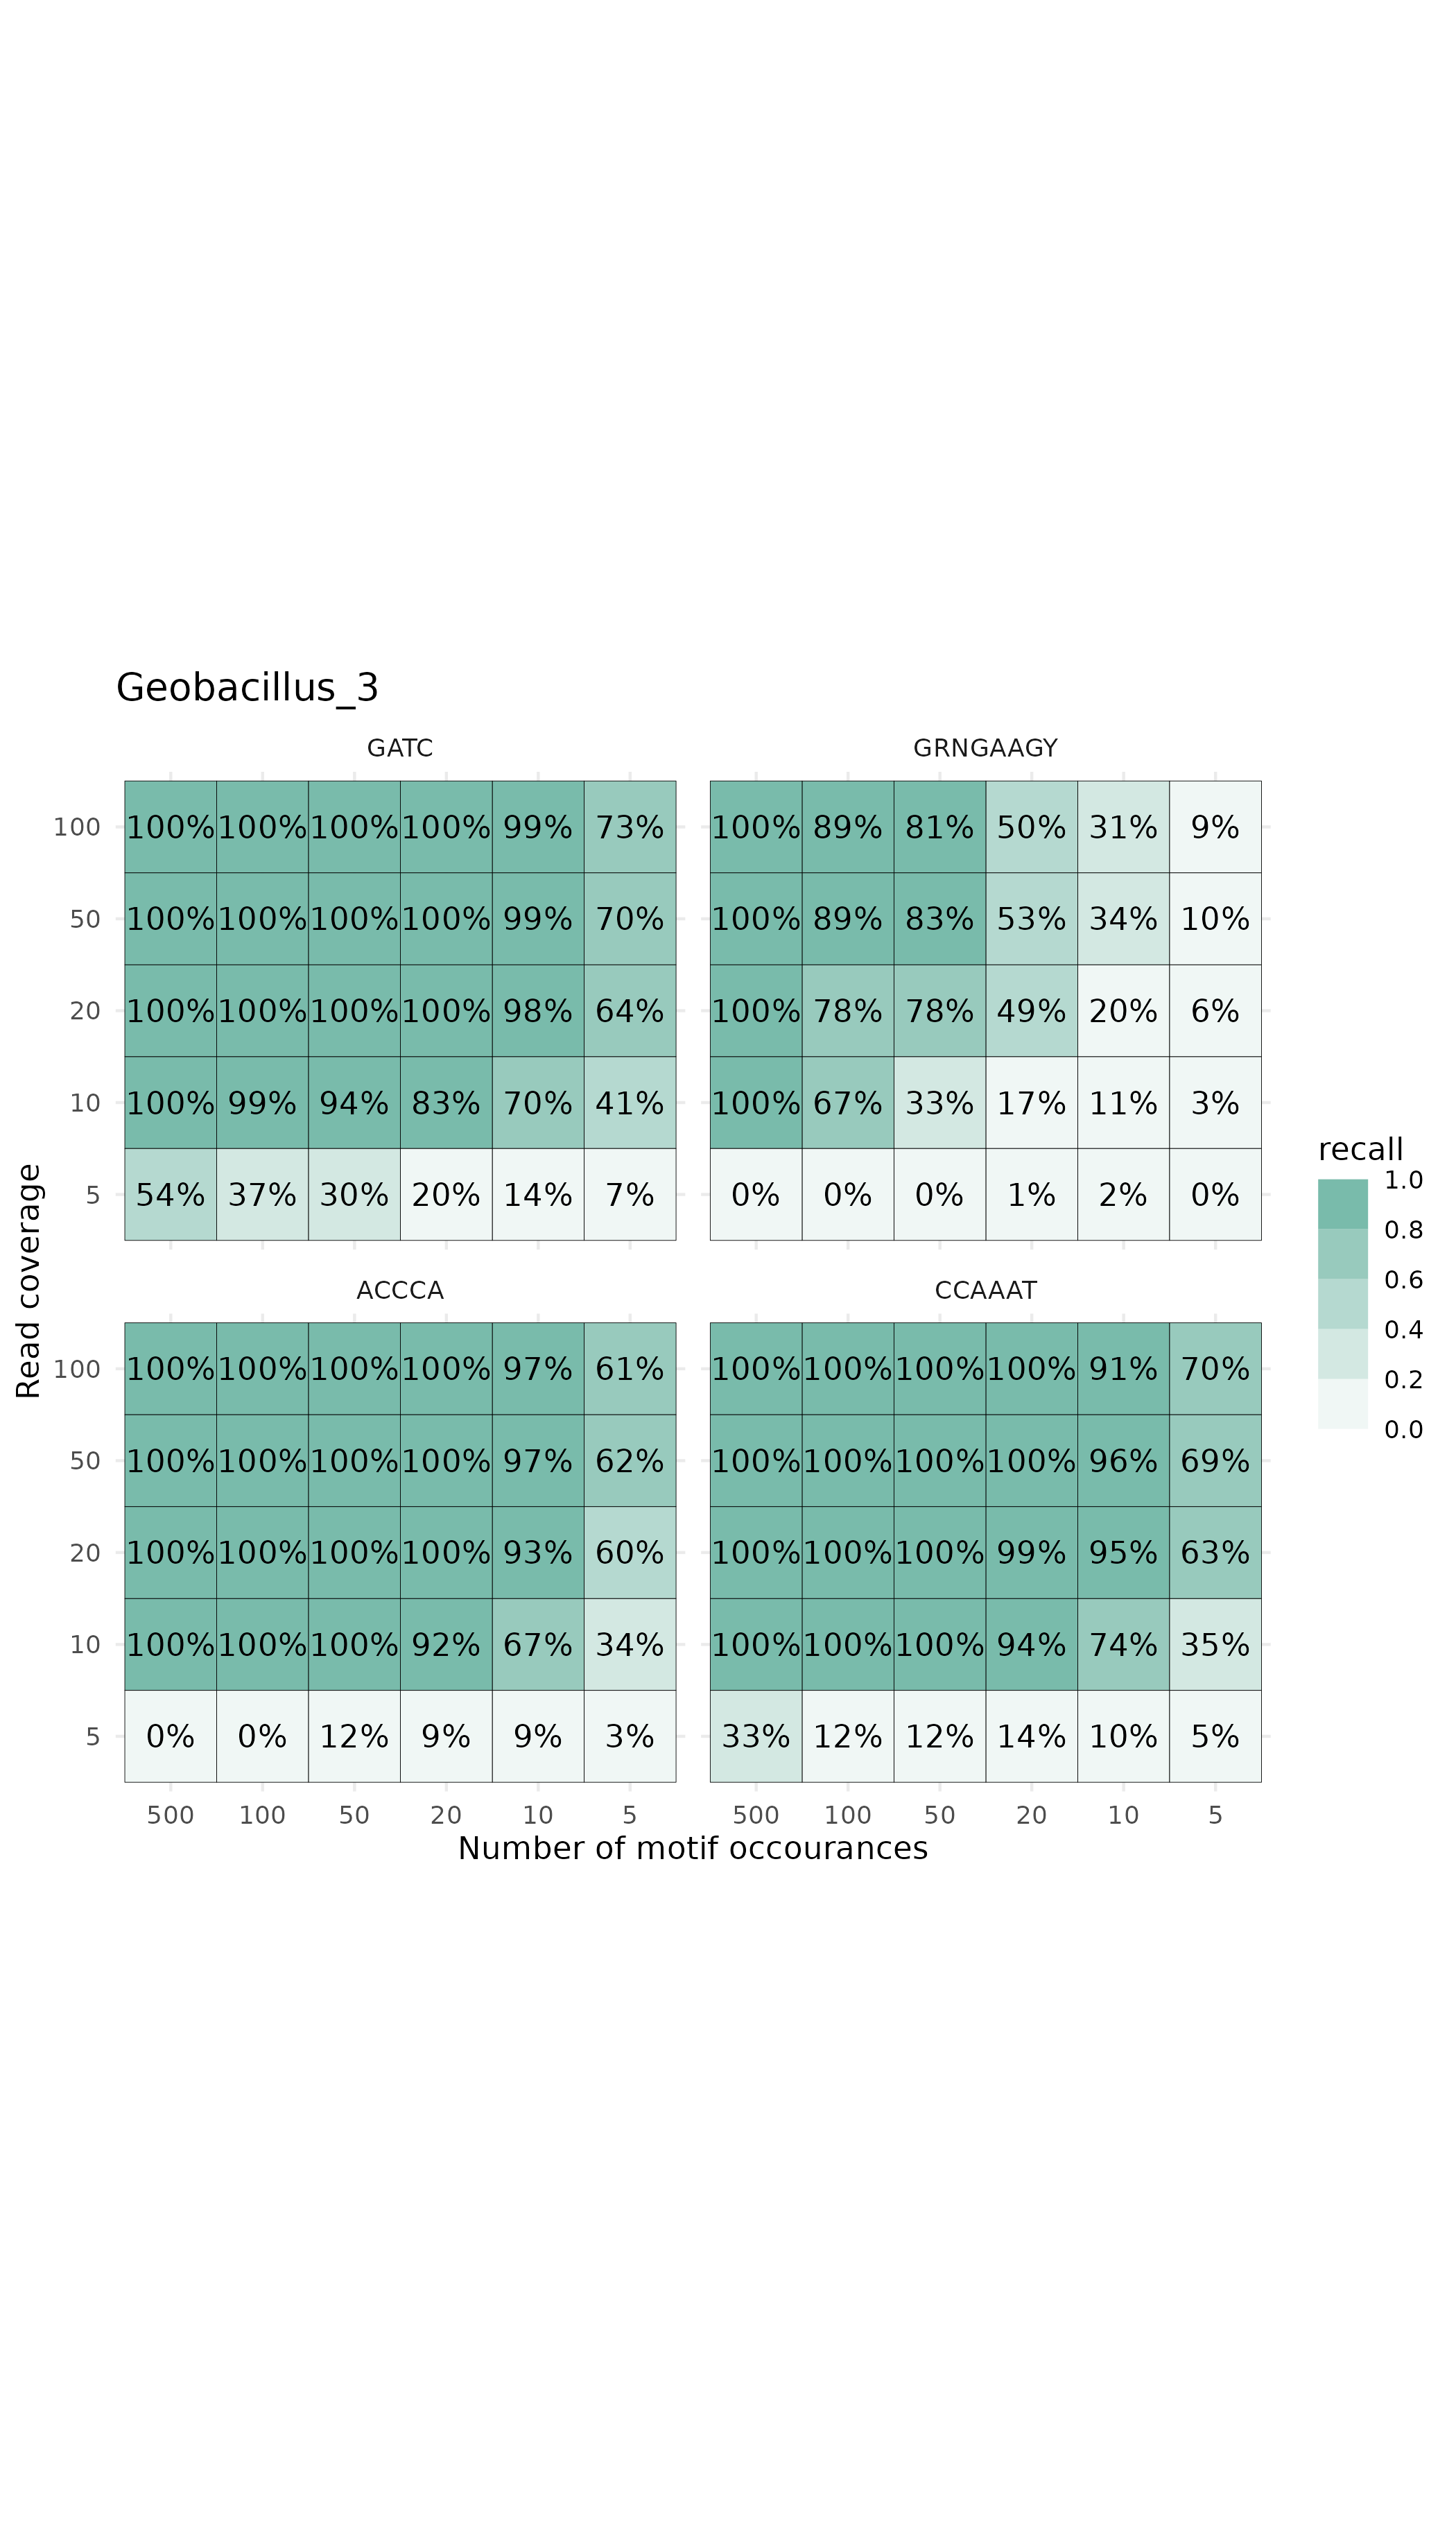 Geobacillus_3
GATC GRNGAAGY
100 100% 100% 100% 100% 99% 73% 100% 89% 81% 50% 31% 9%
50 100% 100% 100% 100% 99% 70% 100% 89% 83% 53% 34% 10%
20 100% 100% 100% 100% 98% 64% 100% 78% 78% 49% 20% 6%
10 100% 99% 94% 83% 70% 41% 100% 67% 33% 17% 11% 3%
5 54% 37% 30% 20% 14% 7% 0% 0% 0% 1% 2% 0%
Read coverage
ACCCA CCAAAT
100 100% 100% 100% 100% 97% 61% 100% 100% 100% 100% 91% 70%
50 100% 100% 100% 100% 97% 62% 100% 100% 100% 100% 96% 69%
20 100% 100% 100% 100% 93% 60% 100% 100% 100% 99% 95% 63%
10 100% 100% 100% 92% 67% 34% 100% 100% 100% 94% 74% 35%
5 0% 0% 12% 9% 9% 3% 33% 12% 12% 14% 10% 5%
500 100 50 20 10 5 500 100 50 20 10 5
Number of motif occourances
recall
1.0
0.8
0.6
0.4
0.2
0.0